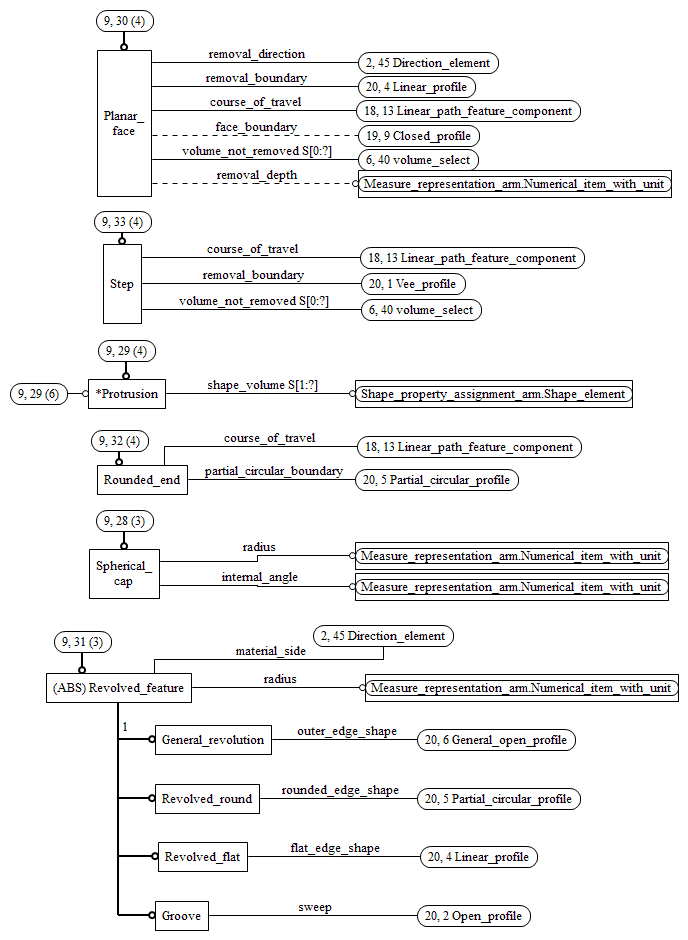 9, 30 (4)
Planar_
face
removal_direction
2, 45 Direction_element
removal_boundary
20, 4 Linear_profile
course_of_travel
18, 13 Linear_path_feature_component
face_boundary
19, 9 Closed_profile
volume_not_removed S[0:?]
6, 40 volume_select
removal_depth
Measure_representation_arm.Numerical_item_with_unit
9, 33 (4)
Step
course_of_travel
18, 13 Linear_path_feature_component
removal_boundary
20, 1 Vee_profile
volume_not_removed S[0:?]
6, 40 volume_select
9, 29 (4)
9, 29 (6)
*Protrusion
shape_volume S[1:?]
Shape_property_assignment_arm.Shape_element
9, 32 (4)
Rounded_end
course_of_travel
18, 13 Linear_path_feature_component
partial_circular_boundary
20, 5 Partial_circular_profile
9, 28 (3)
Spherical_
cap
radius
Measure_representation_arm.Numerical_item_with_unit
internal_angle
Measure_representation_arm.Numerical_item_with_unit
9, 31 (3)
(ABS) Revolved_feature
material_side
2, 45 Direction_element
radius
Measure_representation_arm.Numerical_item_with_unit
1
General_revolution
outer_edge_shape
20, 6 General_open_profile
Revolved_round
rounded_edge_shape
20, 5 Partial_circular_profile
Revolved_flat
flat_edge_shape
20, 4 Linear_profile
Groove
sweep
20, 2 Open_profile